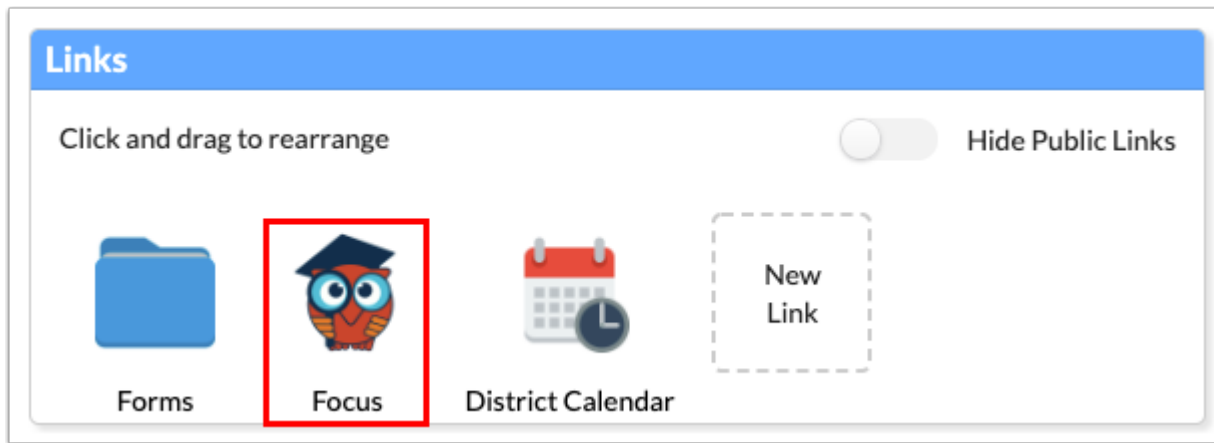 Links
Click and drag to rearrange
Hide Public Links
New
Link
Forms
Focus
District Calendar